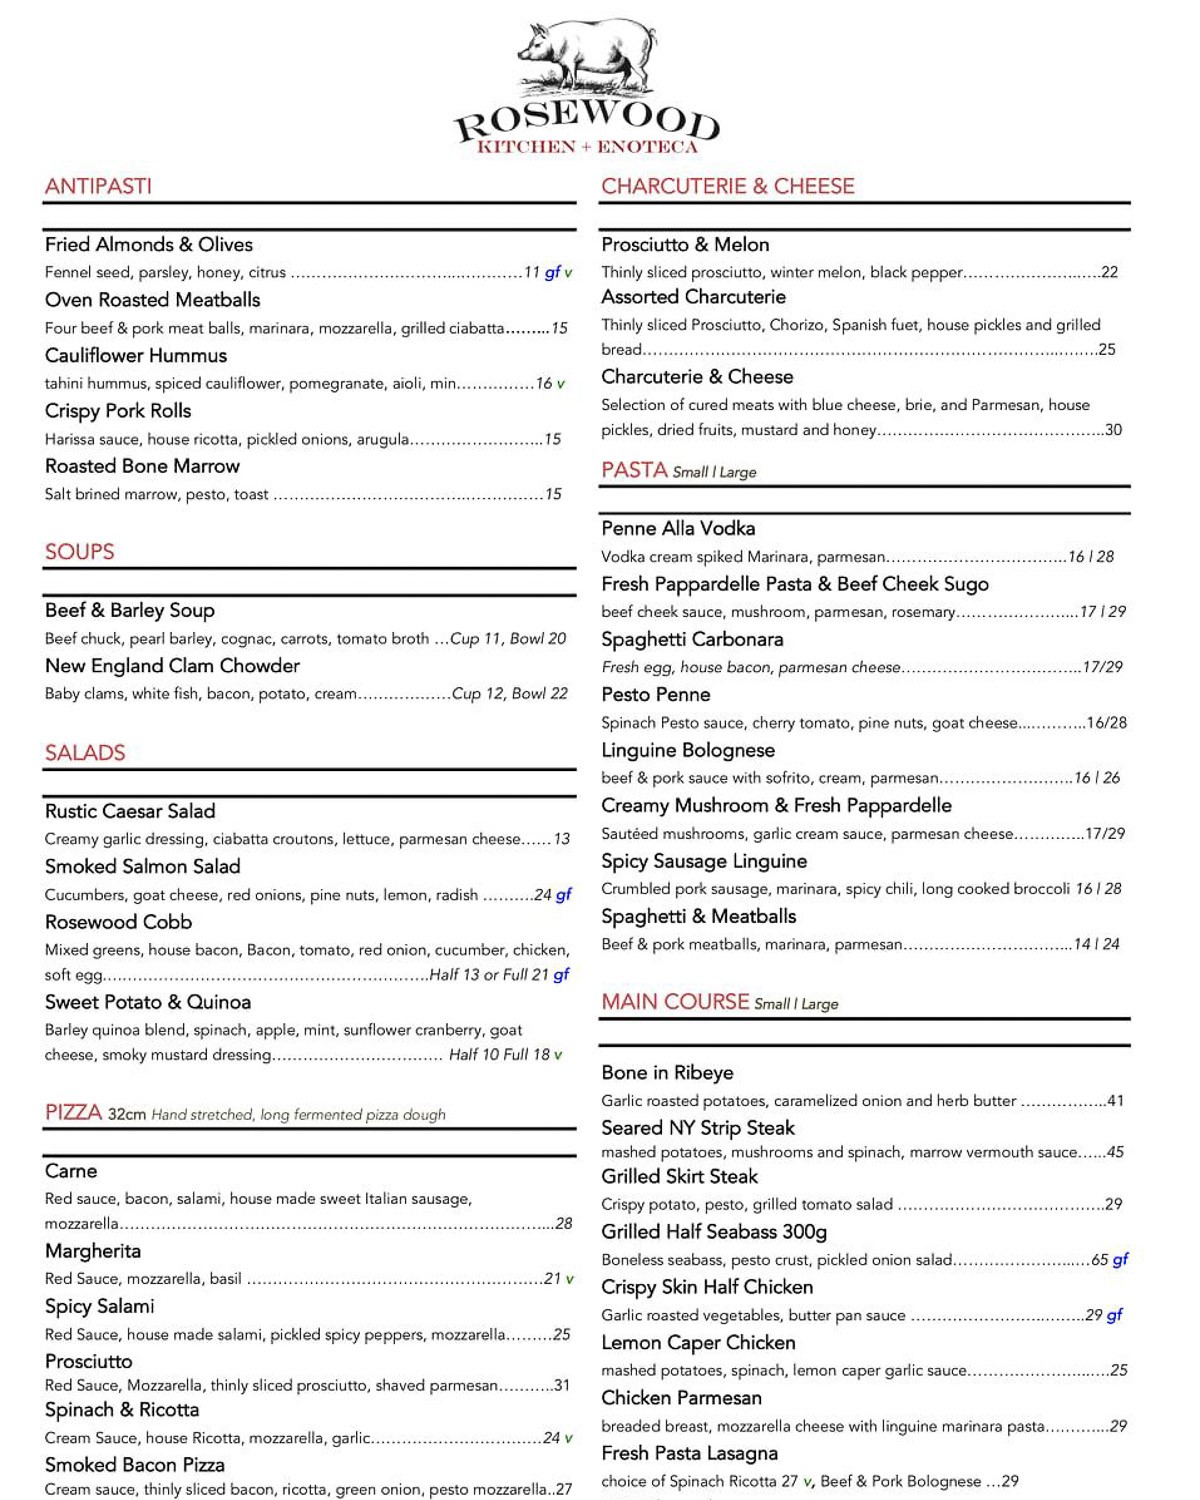 ROSEWOOD
KITCHEN + ENOTECA
ANTIPASTI
Fried Almonds & Olives
Fennel seed, parsley, honey, citrus ……………………………..…………11 gf v
Oven Roasted Meatballs
Four beef & pork meat balls, marinara, mozzarella, grilled ciabatta……...15
Cauliflower Hummus
tahini hummus, spiced cauliflower, pomegranate, aioli, min……………16 v
Crispy Pork Rolls
Harissa sauce, house ricotta, pickled onions, arugula……………………..15
Roasted Bone Marrow
Salt brined marrow, pesto, toast ………………………………..……………15
SOUPS
Beef & Barley Soup
Beef chuck, pearl barley, cognac, carrots, tomato broth …Cup 11, Bowl 20
New England Clam Chowder
Baby clams, white fish, bacon, potato, cream………………Cup 12, Bowl 22
SALADS
Rustic Caesar Salad
Creamy garlic dressing, ciabatta croutons, lettuce, parmesan cheese…… 13
Smoked Salmon Salad
Cucumbers, goat cheese, red onions, pine nuts, lemon, radish ……….24 gf
Rosewood Cobb
Mixed greens, house bacon, Bacon, tomato, red onion, cucumber, chicken,
soft egg……………………………………………………….Half 13 or Full 21 gf
Sweet Potato & Quinoa
Barley quinoa blend, spinach, apple, mint, sunflower cranberry, goat
cheese, smoky mustard dressing…………………………… Half 10 Full 18 v
PIZZA 32cm Hand stretched, long fermented pizza dough
Carne
Red sauce, bacon, salami, house made sweet Italian sausage,
mozzarella…………………………………………………………………………...28
Margherita
Red Sauce, mozzarella, basil ………………………………………………….21 v
Spicy Salami
Red Sauce, house made salami, pickled spicy peppers, mozzarella………25
Prosciutto
Red Sauce, Mozzarella, thinly sliced prosciutto, shaved parmesan………..31
Spinach & Ricotta
Cream Sauce, house Ricotta, mozzarella, garlic……………………………24 v
Smoked Bacon Pizza
Cream sauce, thinly sliced bacon, ricotta, green onion, pesto mozzarella..27
CHARCUTERIE & CHEESE
Prosciutto & Melon
Thinly sliced prosciutto, winter melon, black pepper…………………..….22
Assorted Charcuterie
Thinly sliced Prosciutto, Chorizo, Spanish fuet, house pickles and grilled
bread……………………………………………………………………...…….25
Charcuterie & Cheese
Selection of cured meats with blue cheese, brie, and Parmesan, house
pickles, dried fruits, mustard and honey……………………………………..30
PASTA Small | Large
Penne Alla Vodka
Vodka cream spiked Marinara, parmesan……………………………..16 | 28
Fresh Pappardelle Pasta & Beef Cheek Sugo
beef cheek sauce, mushroom, parmesan, rosemary…………………...17 | 29
Spaghetti Carbonara
Fresh egg, house bacon, parmesan cheese……………………………...17/29
Pesto Penne
Spinach Pesto sauce, cherry tomato, pine nuts, goat cheese...………..16/28
Linguine Bolognese
beef & pork sauce with sofrito, cream, parmesan……………………..16 | 26
Creamy Mushroom & Fresh Pappardelle
Sautéed mushrooms, garlic cream sauce, parmesan cheese…………..17/29
Spicy Sausage Linguine
Crumbled pork sausage, marinara, spicy chili, long cooked broccoli 16 | 28
Spaghetti & Meatballs
Beef & pork meatballs, marinara, parmesan…………………………...14 | 24
MAIN COURSE Small | Large
Bone in Ribeye
Garlic roasted potatoes, caramelized onion and herb butter ……………..41
Seared NY Strip Steak
mashed potatoes, mushrooms and spinach, marrow vermouth sauce…...45
Grilled Skirt Steak
Crispy potato, pesto, grilled tomato salad …………………………………..29
Grilled Half Seabass 300g
Boneless seabass, pesto crust, pickled onion salad…………………...….65 gf
Crispy Skin Half Chicken
Garlic roasted vegetables, butter pan sauce ……………………..……..29 gf
Lemon Caper Chicken
mashed potatoes, spinach, lemon caper garlic sauce…………………...….25
Chicken Parmesan
breaded breast, mozzarella cheese with linguine marinara pasta………...29
Fresh Pasta Lasagna
choice of Spinach Ricotta 27 v, Beef & Pork Bolognese …29